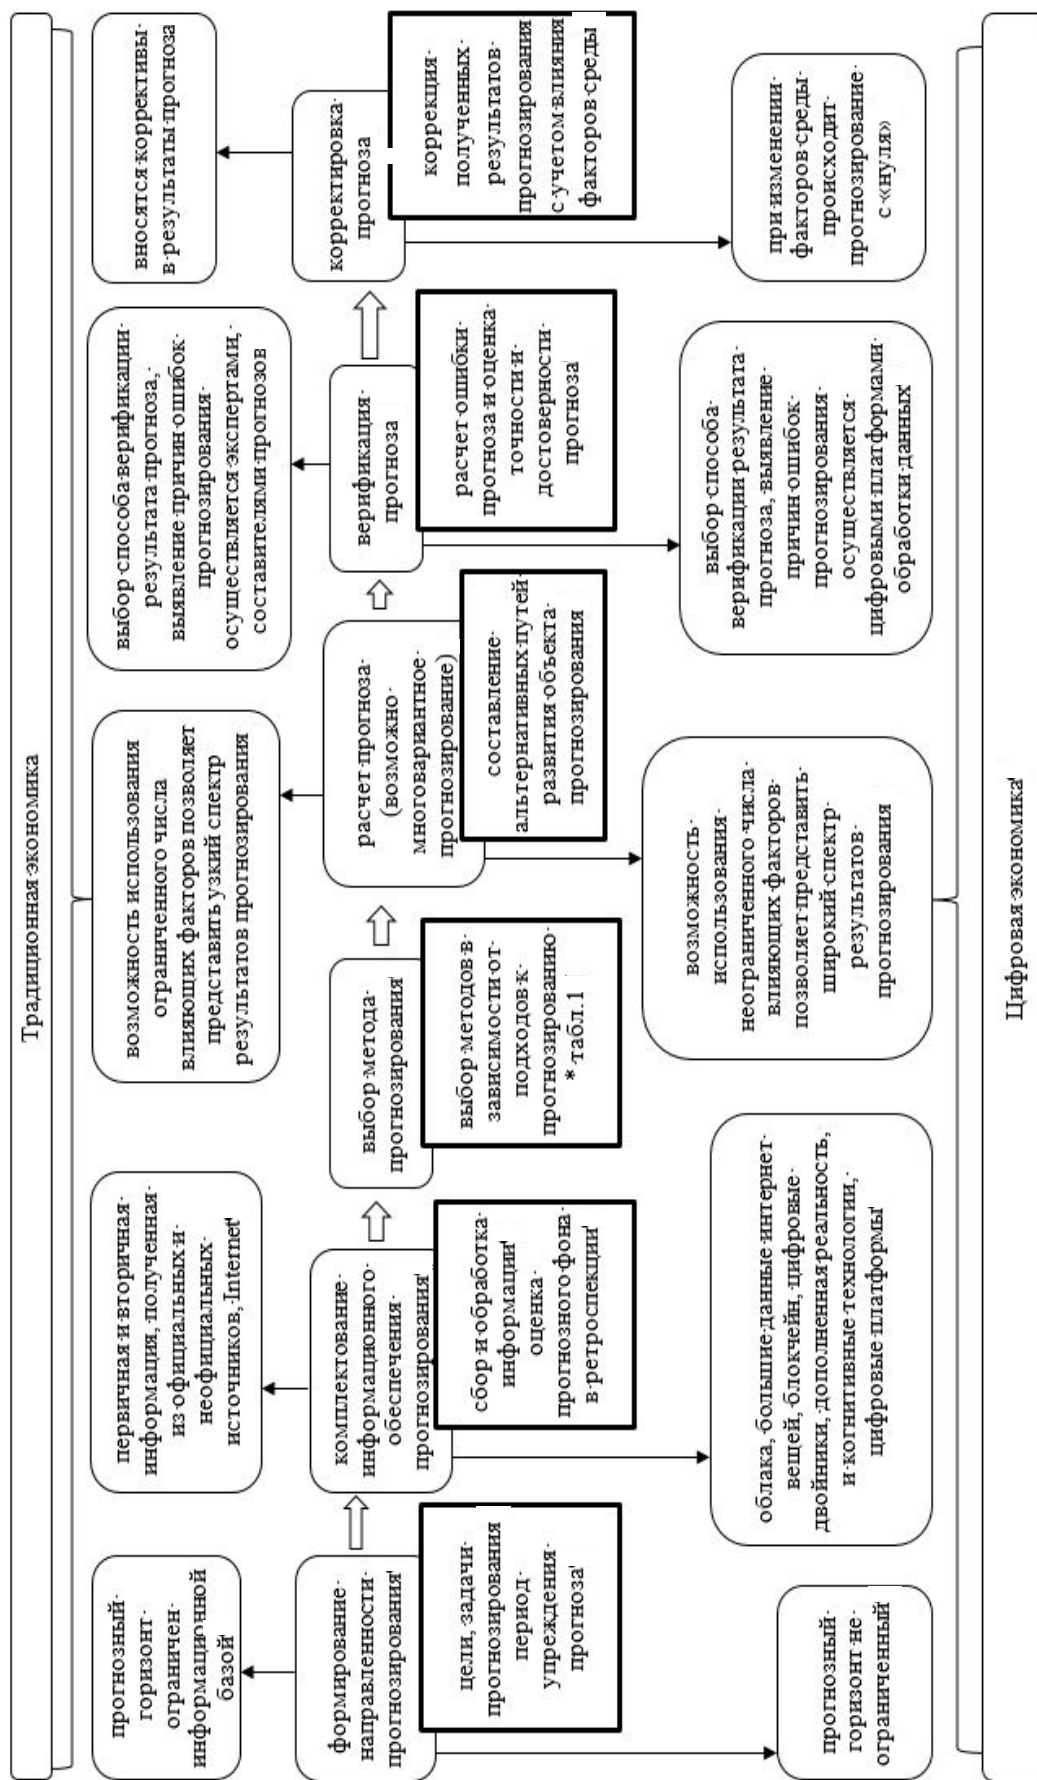 Традиционная экономика
прогнозный
горизонт
ограничен
информационной
базой
первичная и вторичная
информация, полученная
из официальных и
неофициальных
источников, Internet
возможность использования
ограниченного числа
влияющих факторов позволяет
представить узкий спектр
результатов прогнозирования
выбор способа верификации
результата прогноза,
выявление причин ошибок
прогнозирования
осуществляется экспертами,
составителями прогнозов
вносятся коррективы
в результаты прогноза
формирование
направленности
прогнозирования
комплектование
информационного
обеспечения
прогнозирования
выбор метода
прогнозирования
расчет прогноза
(возможно
многовариантное
прогнозирование)
верификация
прогноза
корректировка
прогноза
цели, задачи
прогнозирования
период
упреждения
прогноза
сбор и обработка
информации
оценка
прогнозного фона
в ретроспекции
выбор методов в
зависимости от
подходов к
прогнозированию
* табл. 1
составление
альтернативных путей
развития объекта
прогнозирования
расчет ошибки
прогноза и оценка
точности и
достоверности
прогноза
коррекция
полученных
результатов
прогнозирования
с учетом влияния
факторов среды
прогнозный
горизонт не
ограниченный
облака, большие данные интернет
вещей, блокчейн, цифровые
двойники, дополненная реальность,
и когнитивные технологии,
цифровые платформы
возможность
использования
неограниченного числа
влияющих факторов
позволяет представить
широкий спектр
результатов
прогнозирования
выбор способа
верификации результата
прогноза, выявление
причин ошибок
прогнозирования
осуществляется
цифровыми платформами
обработки данных
при изменении
факторов среды
происходит
прогнозирование
с «нуля»
Цифровая экономика